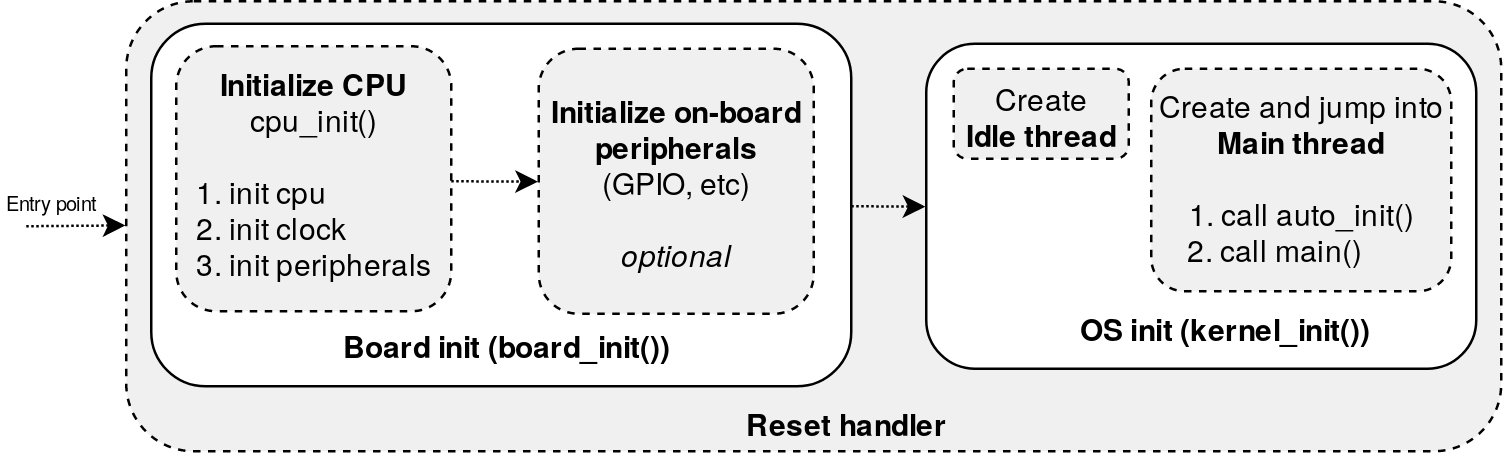 Entry point
Initialize CPU
cpu_init()
1. init cpu
2. init clock
3. init peripherals
Initialize on-board
peripherals
(GPIO, etc)
optional
Board init (board_init())
Create
Idle thread
Create and jump into
Main thread
1. call auto_init()
2. call main()
OS init (kernel_init())
Reset handler